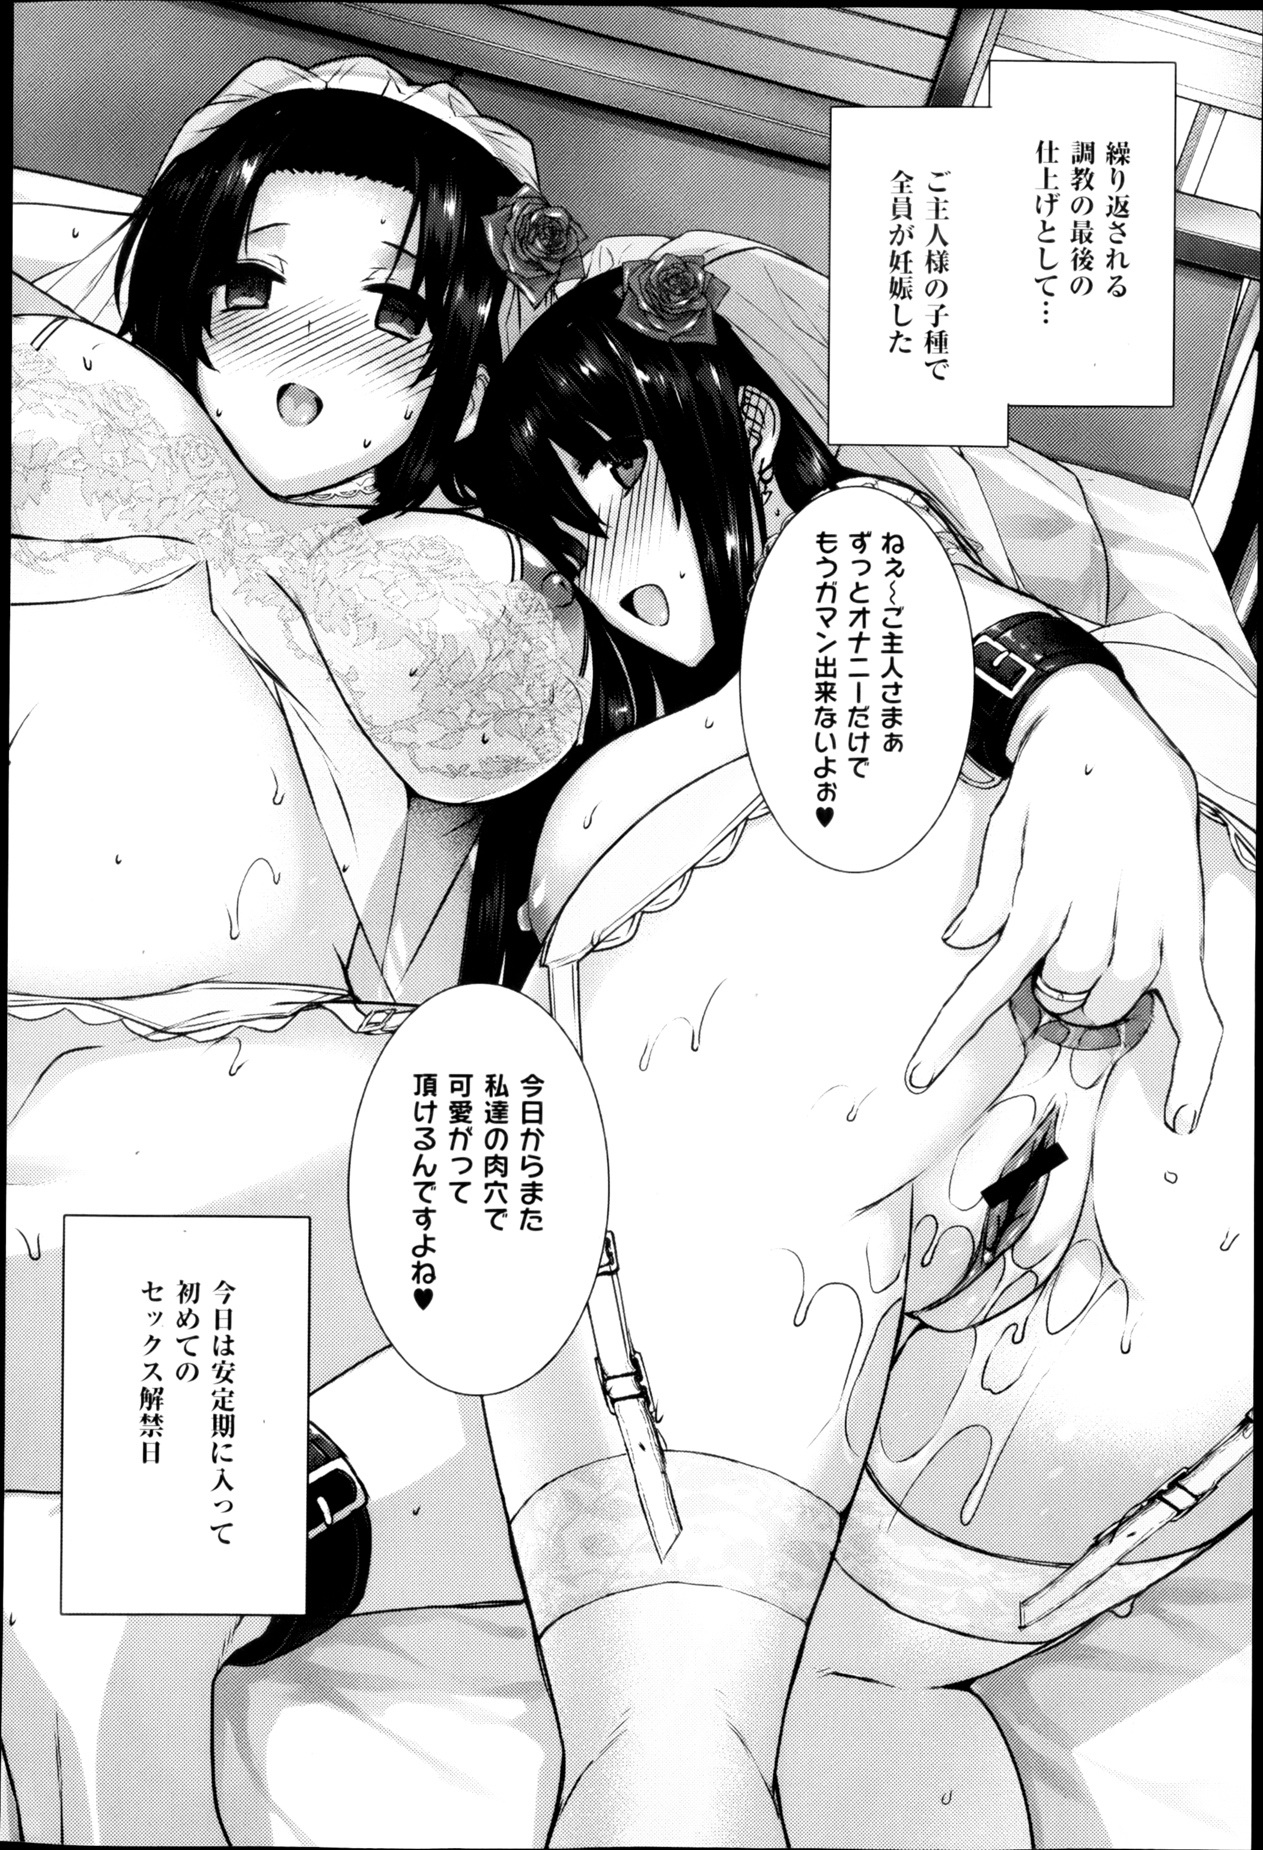 繰り返される
調教の最後の
仕上げとして…
ご主人様の子種で
全員が妊娠した
ねぇ～ご主人さまぁ
ずっとオナニーだけで
もうガマン出来ないよぉ♥
今日からまた
私達の肉穴で
可愛がって
頂けるんですよね♥
今日は安定期に入って
初めての
セックス解禁日